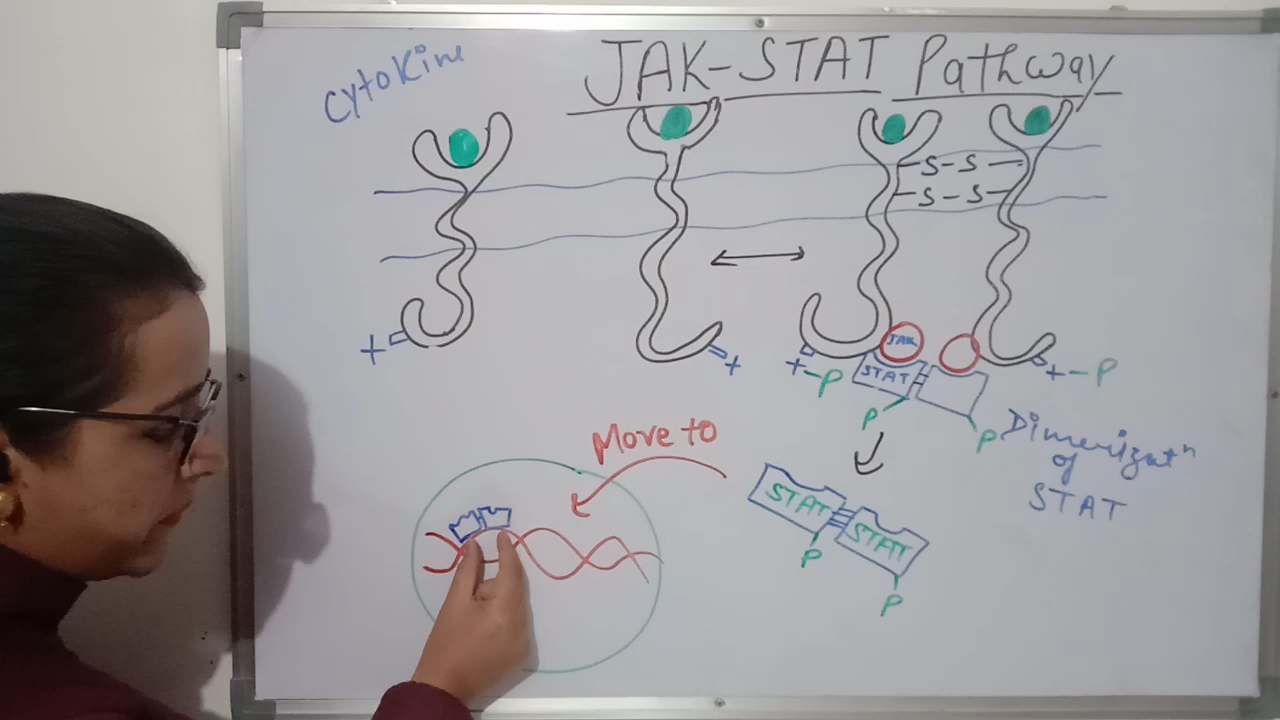 Cytokine
JAK-STAT Pathway
S-S
S-S
JAK
STAT
+
+
+-P
+-P
P
P
Move to
Dimerizatⁿ
of
STAT
STAT
STAT
P
P